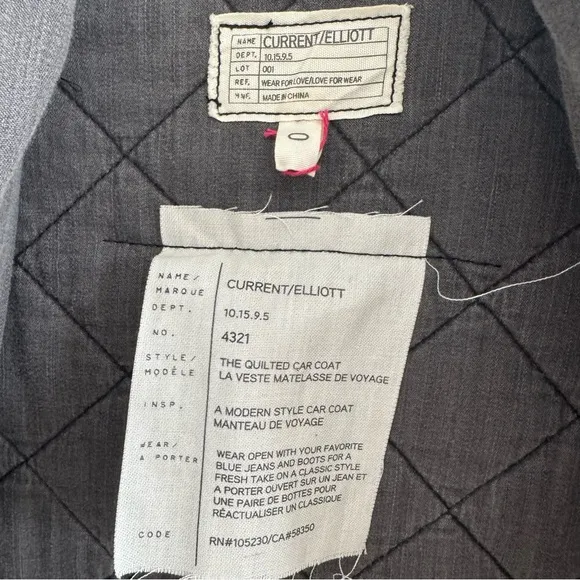 NAME CURRENT/ELLIOTT
DEPT. 10.15.9.5
LOT 001
REF. WEAR FOR LOVE/LOVE FOR WEAR
MNF. MADE IN CHINA
0
NAME/
MARQUE CURRENT/ELLIOTT
DEPT. 10.15.9.5
NO. 4321
STYLE/ THE QUILTED CAR COAT
MODÈLE LA VESTE MATELASSE DE VOYAGE
INSP. A MODERN STYLE CAR COAT
MANTEAU DE VOYAGE
WEAR/ WEAR OPEN WITH YOUR FAVORITE
A PORTER BLUE JEANS AND BOOTS FOR A
FRESH TAKE ON A CLASSIC STYLE
A PORTER OUVERT SUR UN JEAN ET
UNE PAIRE DE BOTTES POUR
RÉACTUALISER UN CLASSIQUE
CODE RN#105230/CA#58350